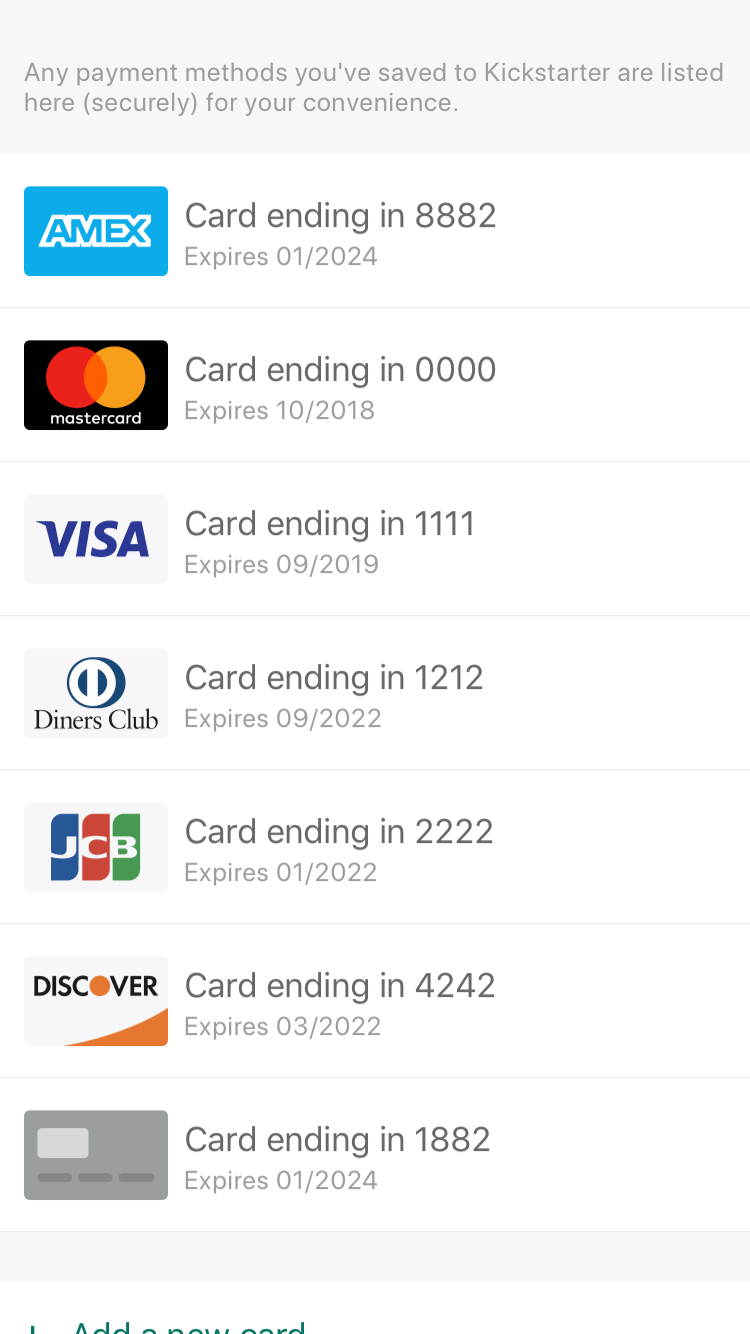 Any payment methods you've saved to Kickstarter are listed
here (securely) for your convenience.
AMEX
Card ending in 8882
Expires 01/2024
mastercard
Card ending in 0000
Expires 10/2018
VISA
Card ending in 1111
Expires 09/2019
Diners Club
Card ending in 1212
Expires 09/2022
JCB
Card ending in 2222
Expires 01/2022
DISCOVER
Card ending in 4242
Expires 03/2022
Card ending in 1882
Expires 01/2024
Add a new card